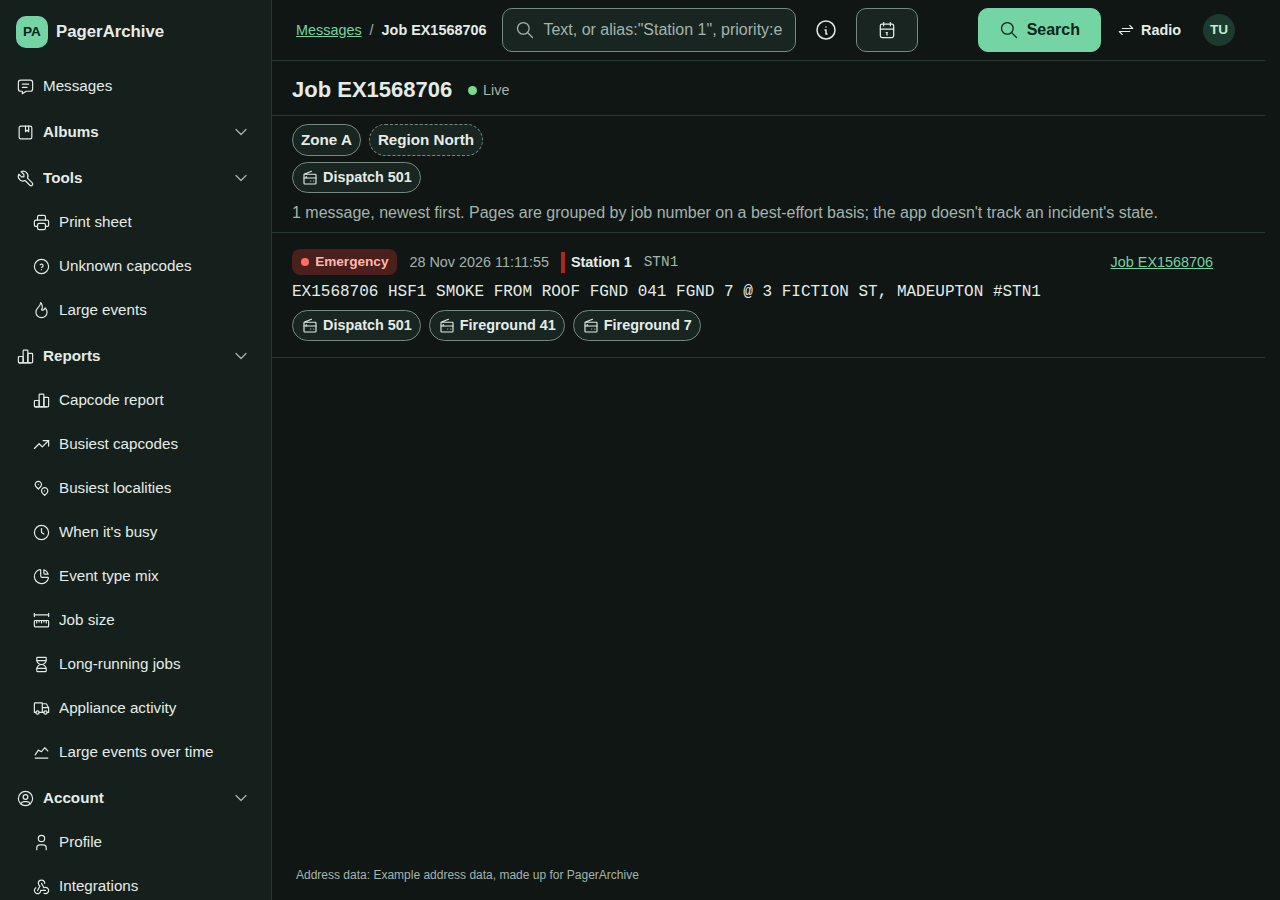 PA PagerArchive
Messages
Albums
Tools
Print sheet
Unknown capcodes
Large events
Reports
Capcode report
Busiest capcodes
Busiest localities
When it's busy
Event type mix
Job size
Long-running jobs
Appliance activity
Large events over time
Account
Profile
Integrations
Messages / Job EX1568706 Text, or alias:"Station 1", priority:e Search Radio TU
Job EX1568706 Live
Zone A Region North
Dispatch 501
1 message, newest first. Pages are grouped by job number on a best-effort basis; the app doesn't track an incident's state.
Emergency 28 Nov 2026 11:11:55 Station 1 STN1 Job EX1568706
EX1568706 HSF1 SMOKE FROM ROOF FGND 041 FGND 7 @ 3 FICTION ST, MADEUPTON #STN1
Dispatch 501 Fireground 41 Fireground 7
Address data: Example address data, made up for PagerArchive